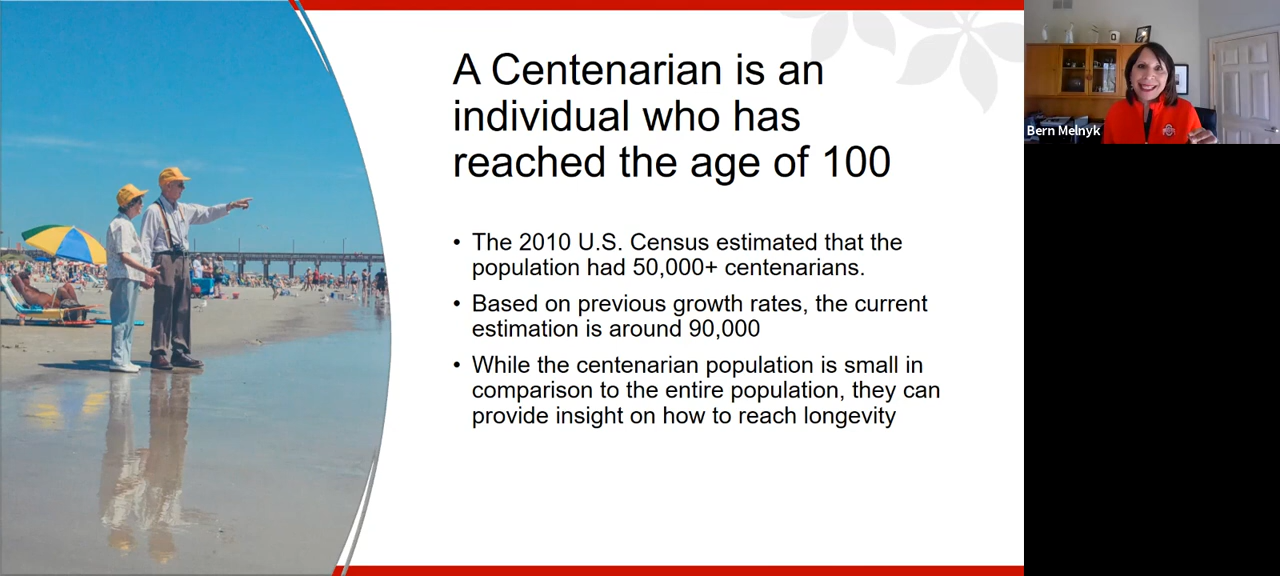 A Centenarian is an
individual who has
reached the age of 100
• The 2010 U.S. Census estimated that the
population had 50,000+ centenarians.
• Based on previous growth rates, the current
estimation is around 90,000
• While the centenarian population is small in
comparison to the entire population, they can
provide insight on how to reach longevity
Bern Melnyk